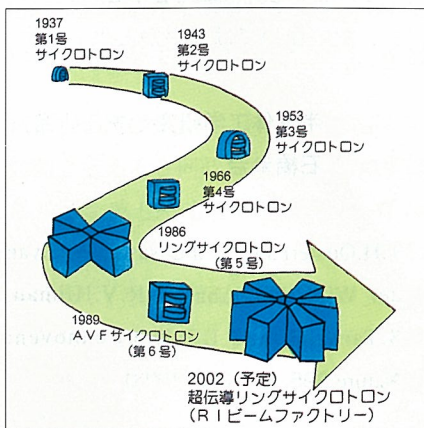 1937
第1号
サイクロトロン
1943
第2号
サイクロトロン
1953
第3号
サイクロトロン
1966
第4号
サイクロトロン
1986
リングサイクロトロン
(第5号)
1989
AVFサイクロトロン
(第6号)
2002 (予定)
超伝導リングサイクロトロン
(RIビームファクトリー)